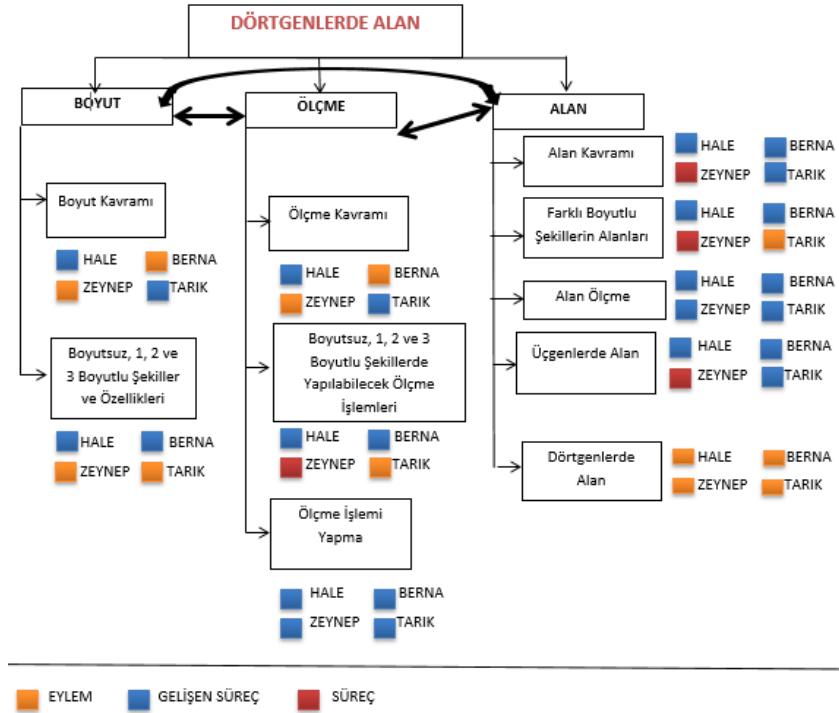 DÖRTGENLERDE ALAN
BOYUT
ÖLÇME
ALAN
Boyut Kavramı
HALE BERNA
ZEYNEP TARIK
Boyutsuz, 1, 2 ve
3 Boyutlu Şekiller
ve Özellikleri
HALE BERNA
ZEYNEP TARIK
Ölçme Kavramı
HALE BERNA
ZEYNEP TARIK
Boyutsuz, 1, 2 ve 3
Boyutlu Şekillerde
Yapılabilecek Ölçme
İşlemleri
HALE BERNA
ZEYNEP TARIK
Ölçme İşlemi
Yapma
HALE BERNA
ZEYNEP TARIK
Alan Kavramı
HALE BERNA
ZEYNEP TARIK
Farklı Boyutlu
Şekillerin Alanları
HALE BERNA
ZEYNEP TARIK
Alan Ölçme
HALE BERNA
ZEYNEP TARIK
Üçgenlerde Alan
HALE BERNA
ZEYNEP TARIK
Dörtgenlerde
Alan
HALE BERNA
ZEYNEP TARIK
EYLEM GELİŞEN SÜREÇ SÜREÇ